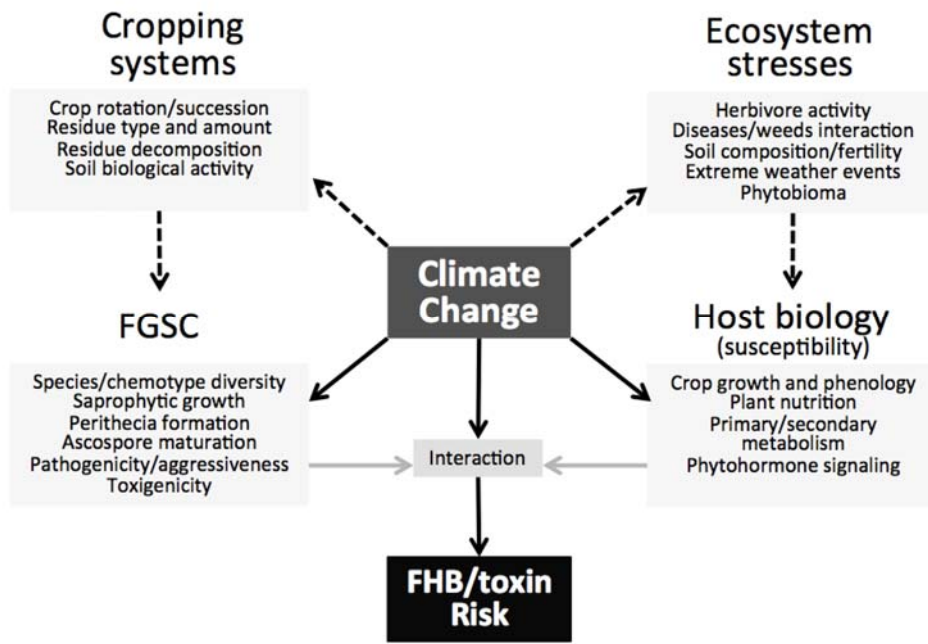 Cropping
systems
Crop rotation/succession
Residue type and amount
Residue decomposition
Soil biological activity
Ecosystem
stresses
Herbivore activity
Diseases/weeds interaction
Soil composition/fertility
Extreme weather events
Phytobioma
Climate
Change
FGSC
Species/chemotype diversity
Saprophytic growth
Perithecia formation
Ascospore maturation
Pathogenicity/aggressiveness
Toxigenicity
Host biology
(susceptibility)
Crop growth and phenology
Plant nutrition
Primary/secondary
metabolism
Phytohormone signaling
Interaction
FHB/toxin
Risk